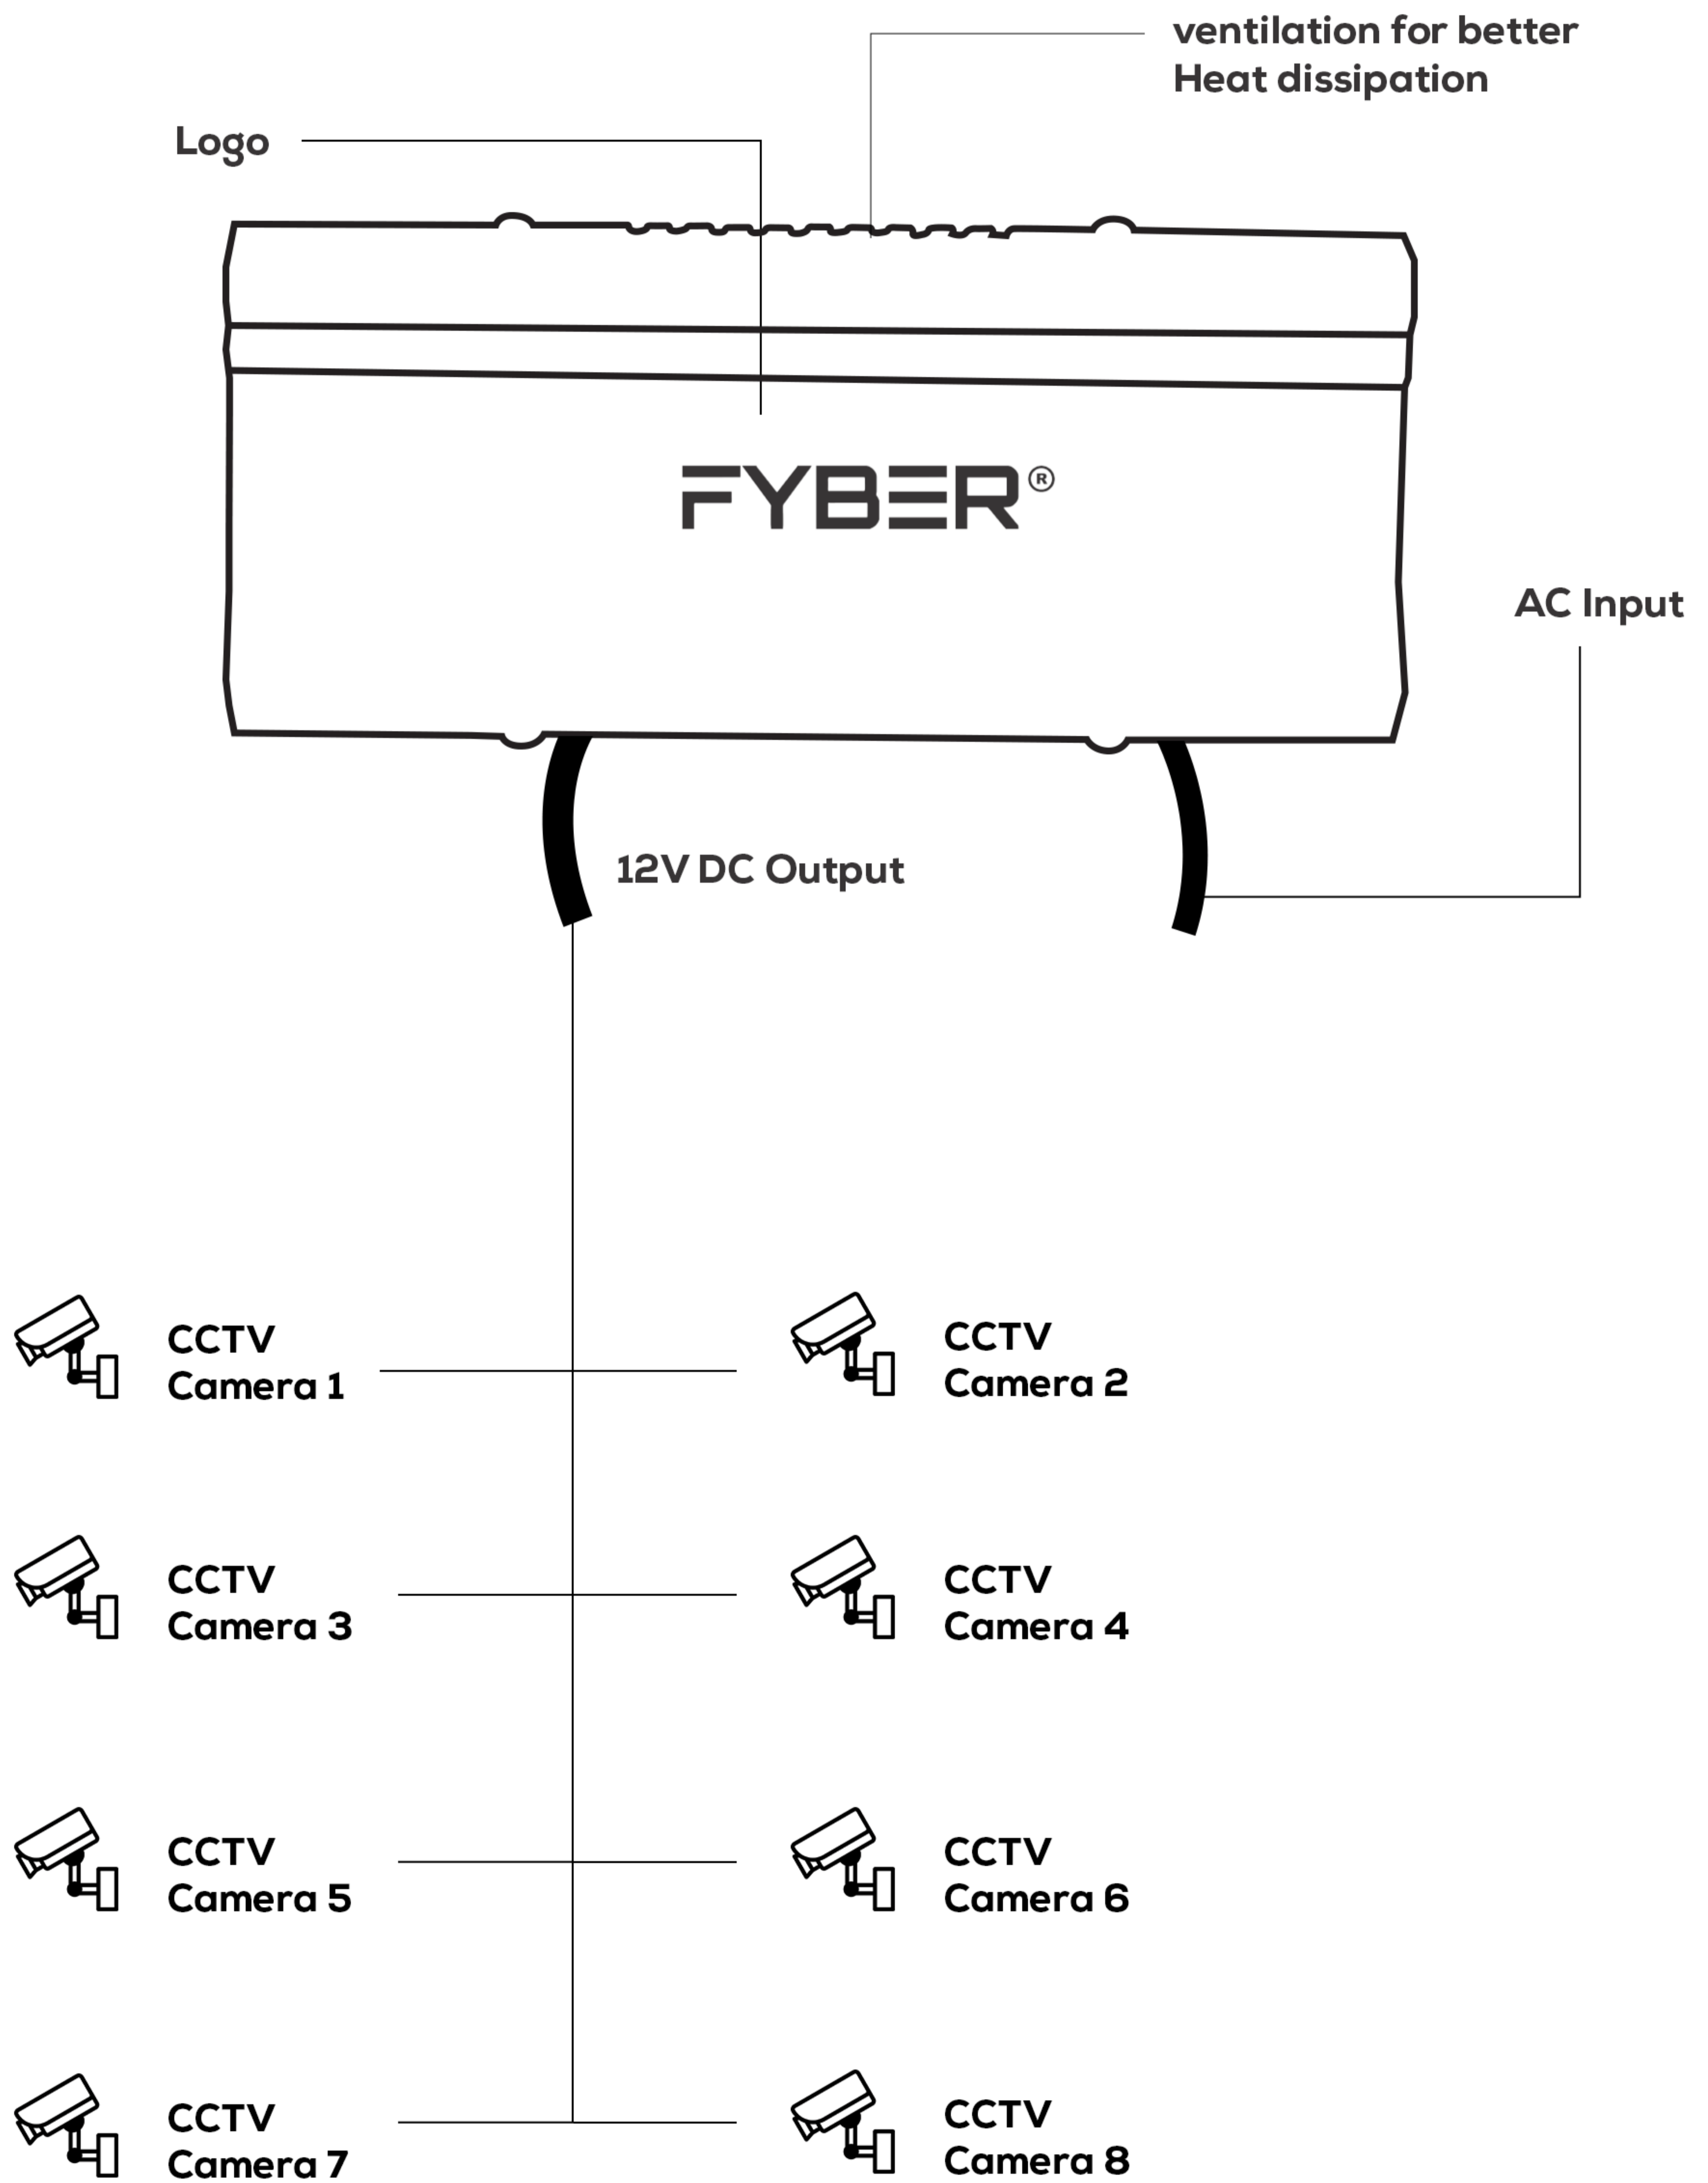 ventilation for better
Heat dissipation
Logo
FYBER®
AC Input
12V DC Output
CCTV
Camera 1
CCTV
Camera 2
CCTV
Camera 3
CCTV
Camera 4
CCTV
Camera 5
CCTV
Camera 6
CCTV
Camera 7
CCTV
Camera 8